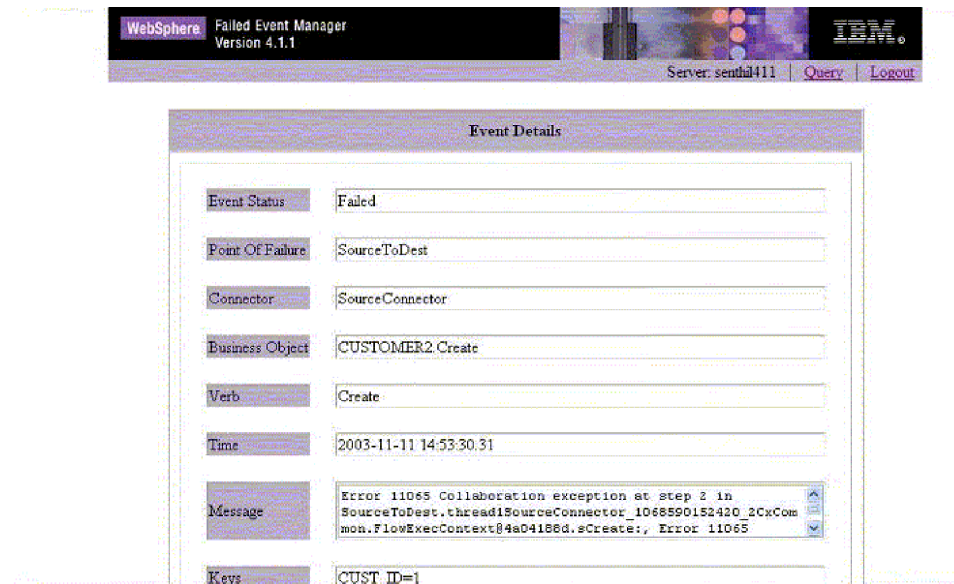 WebSphere Failed Event Manager
Version 4.1.1
IBM®
Server: senthil411 | Query | Logout
Event Details
Event Status Failed
Point Of Failure SourceToDest
Connector SourceConnector
Business Object CUSTOMER2.Create
Verb Create
Time 2003-11-11 14:53:30.31
Message Error 11065 Collaboration exception at step 2 in
SourceToDest.thread1SourceConnector_1068590152420_2CxCom
mon.FlowExecContext@4a04188d.sCreate:, Error 11065
Keys CUST_ID=1